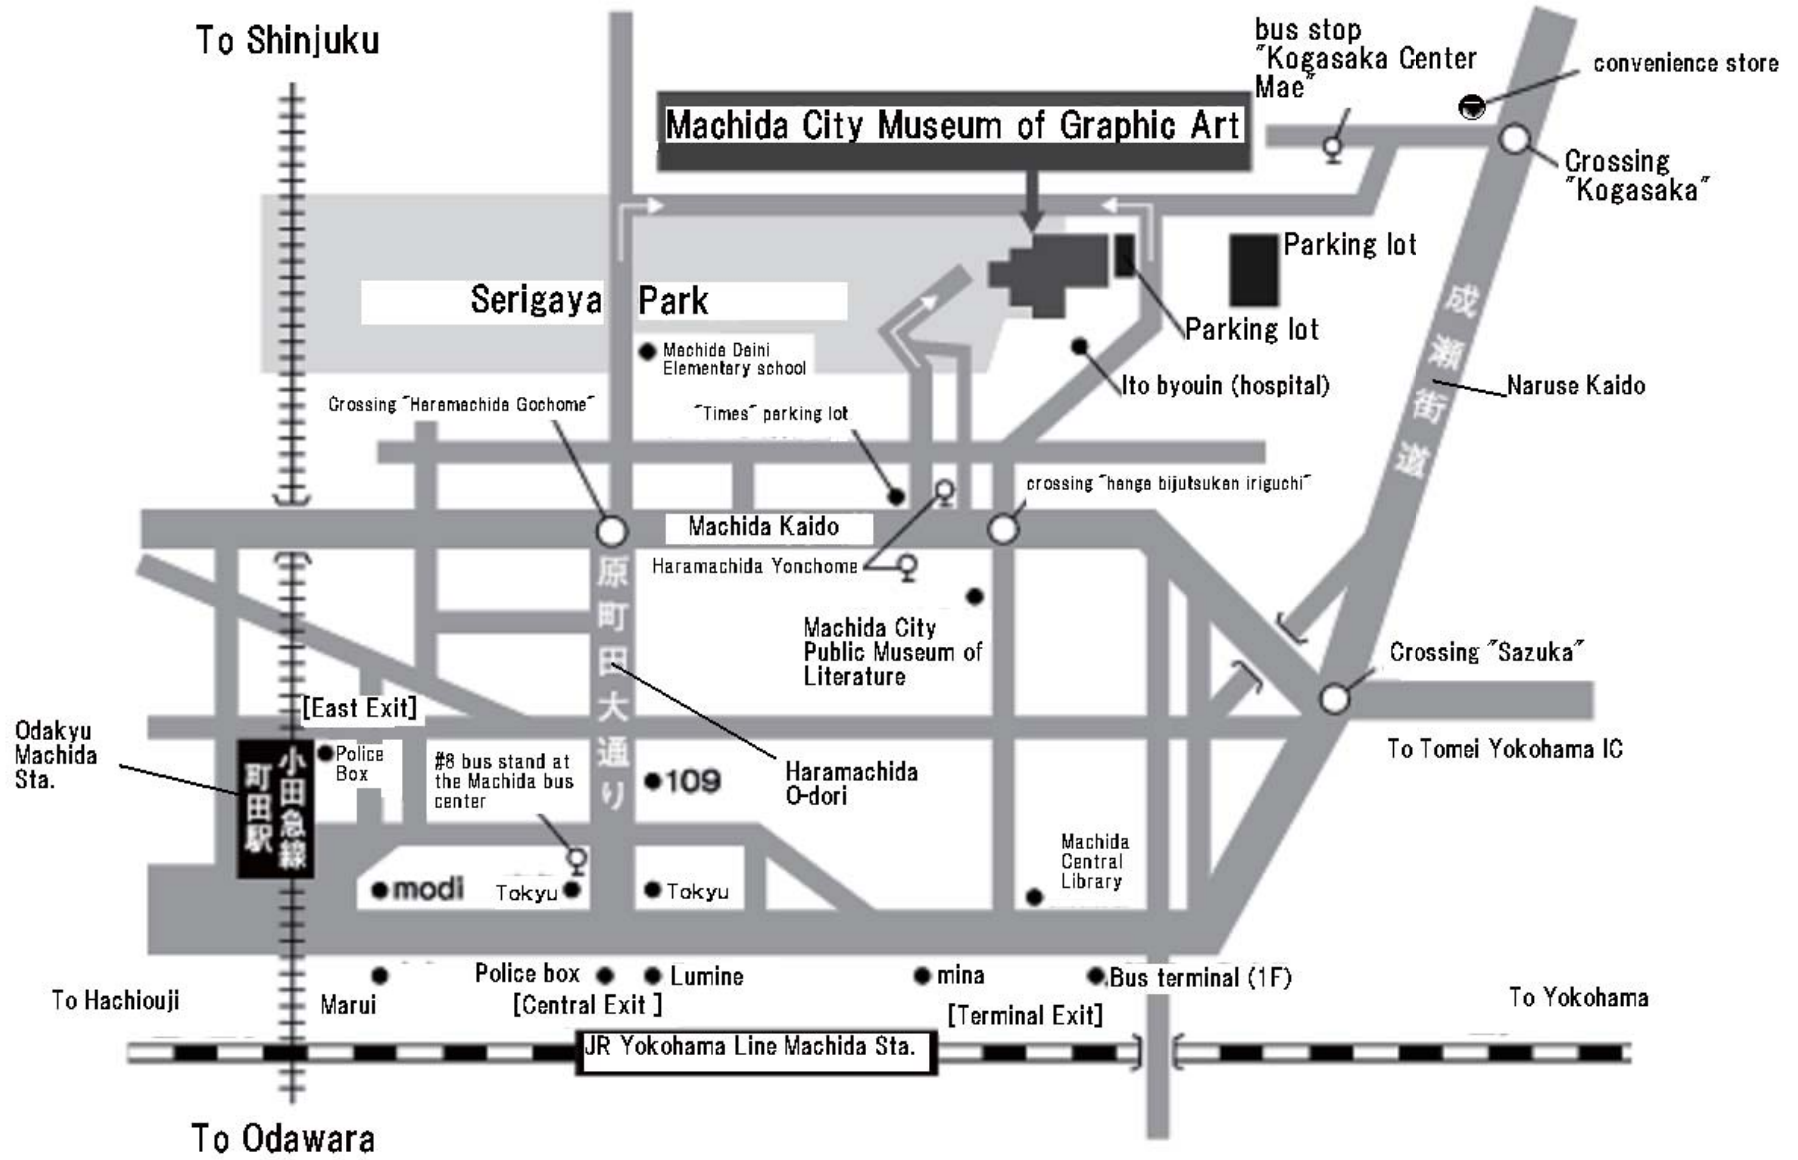 To Shinjuku
bus stop
"Kogasaka Center
Mae"
convenience store
Machida City Museum of Graphic Art
Crossing
"Kogasaka"
Parking lot
Serigaya Park
Parking lot
成瀬街道
Machida Daini
Elementary school
Ito byouin (hospital)
Naruse Kaido
Crossing "Haramachida Gochome"
"Times" parking lot
crossing "hanga bijutsukan iriguchi"
Machida Kaido
Haramachida Yonchome
原町田大通り
Machida City
Public Museum of
Literature
Crossing "Sazuka"
[East Exit]
Odakyu
Machida
Sta.
Police
Box
#8 bus stand at
the Machida bus
center
109
Haramachida
O-dori
To Tomei Yokohama IC
小田急線
町田駅
Machida
Central
Library
modi
Tokyu
Tokyu
Police box
Lumine
mina
Bus terminal (1F)
To Hachiouji
Marui
[Central Exit ]
[Terminal Exit]
To Yokohama
JR Yokohama Line Machida Sta.
To Odawara